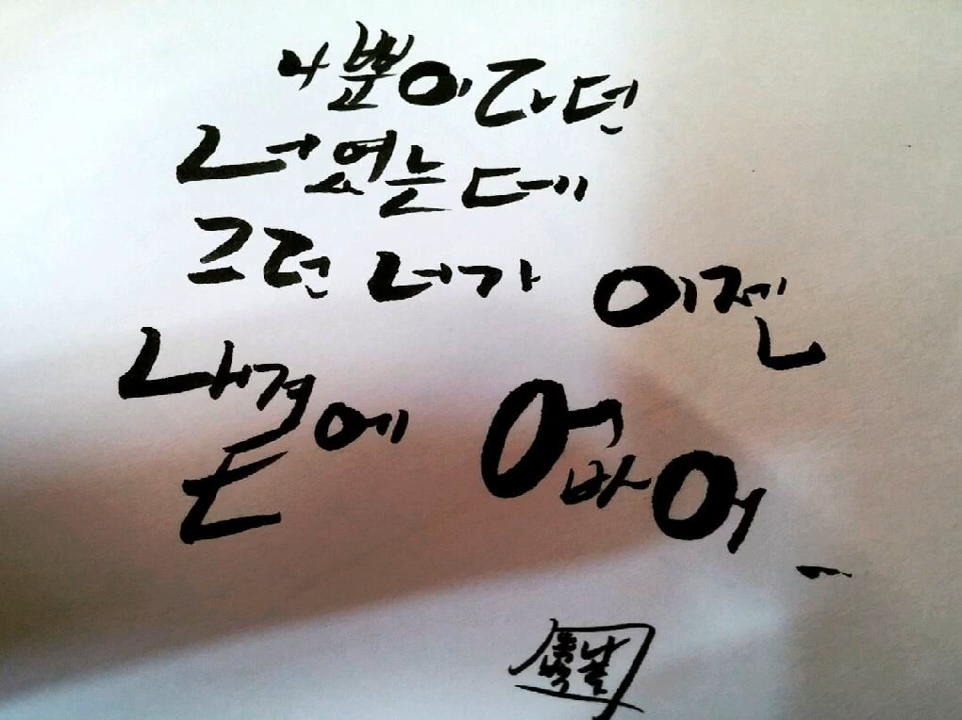 나뿐이라던
너였는데
그런 너가 이젠
내곁에 없어